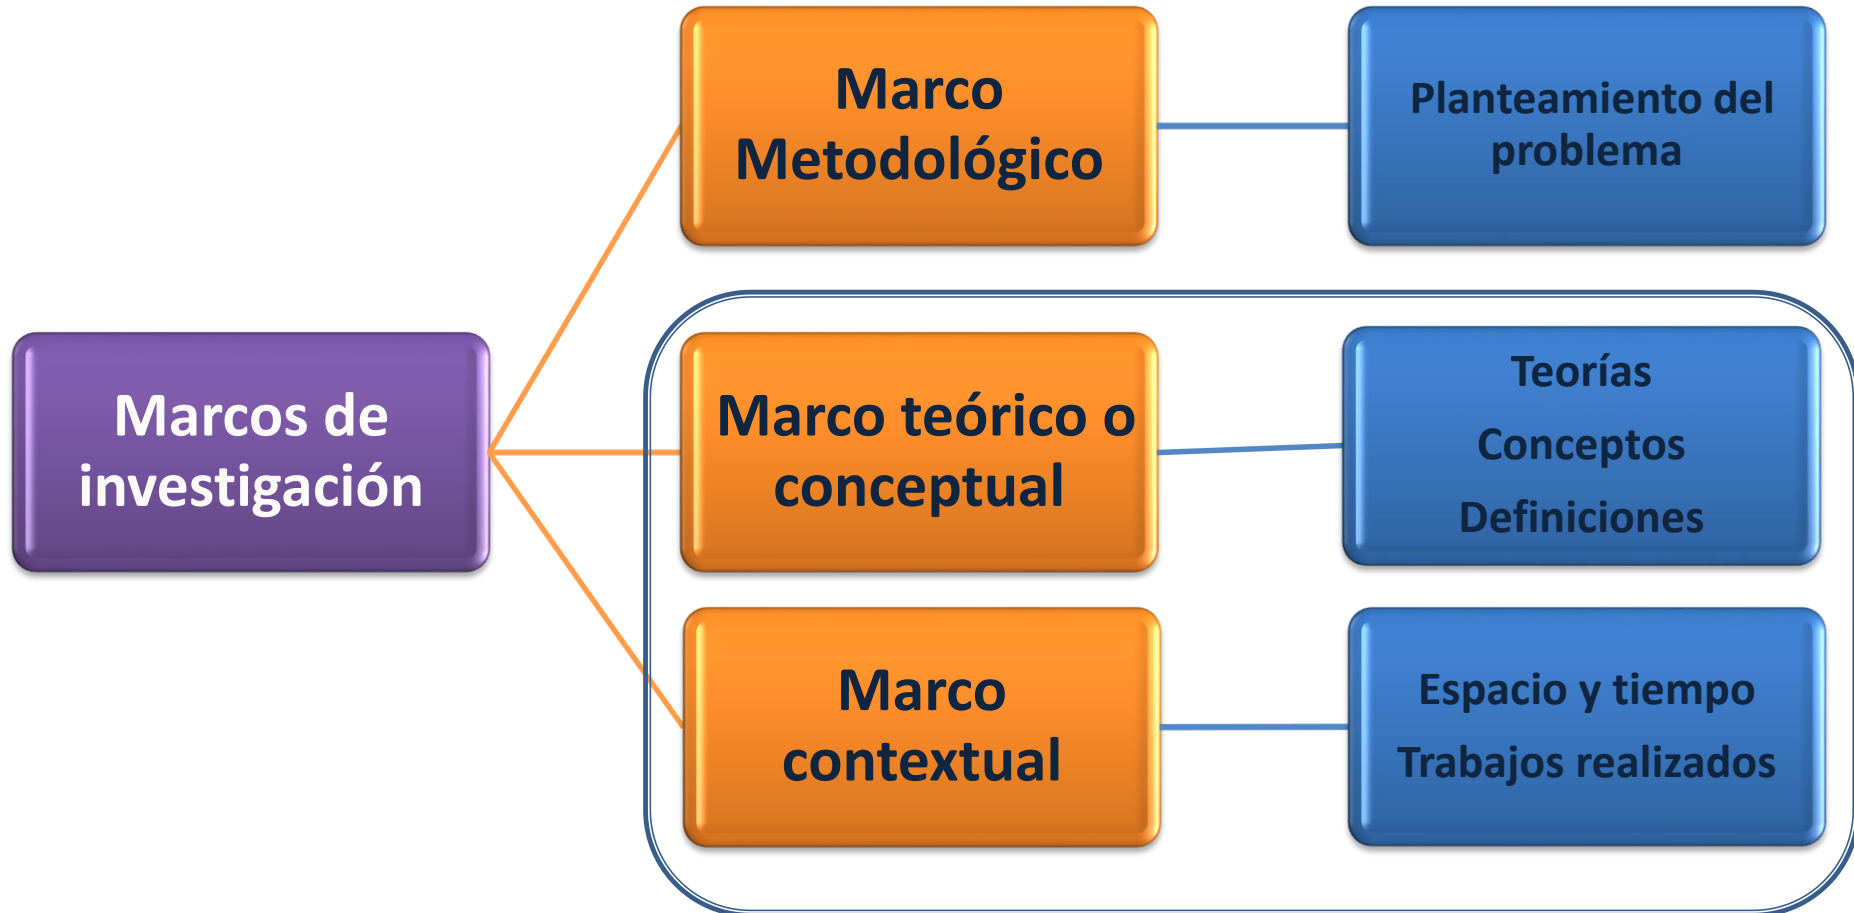 Marco
Metodológico
Planteamiento del
problema
Marcos de
investigación
Marco teórico o
conceptual
Teorías
Conceptos
Definiciones
Marco
contextual
Espacio y tiempo
Trabajos realizados